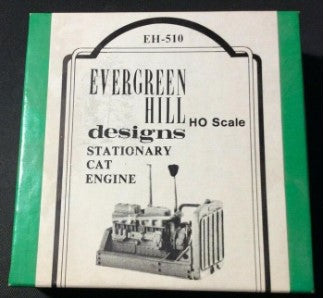 EH-510
EVERGREEN
HILL
HO Scale
designs
STATIONARY
CAT
ENGINE